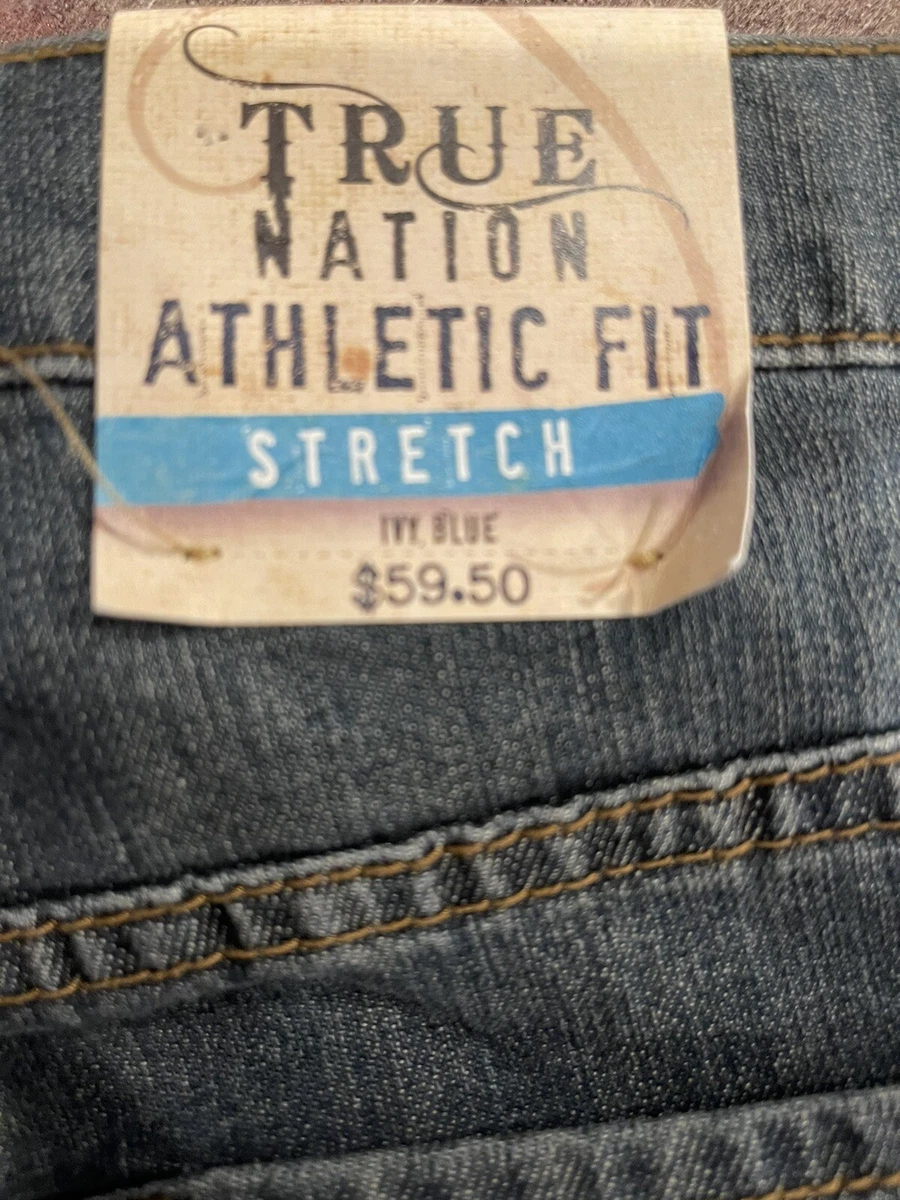 TRUE
NATION
ATHLETIC FIT
STRETCH
IVY BLUE
$59.50